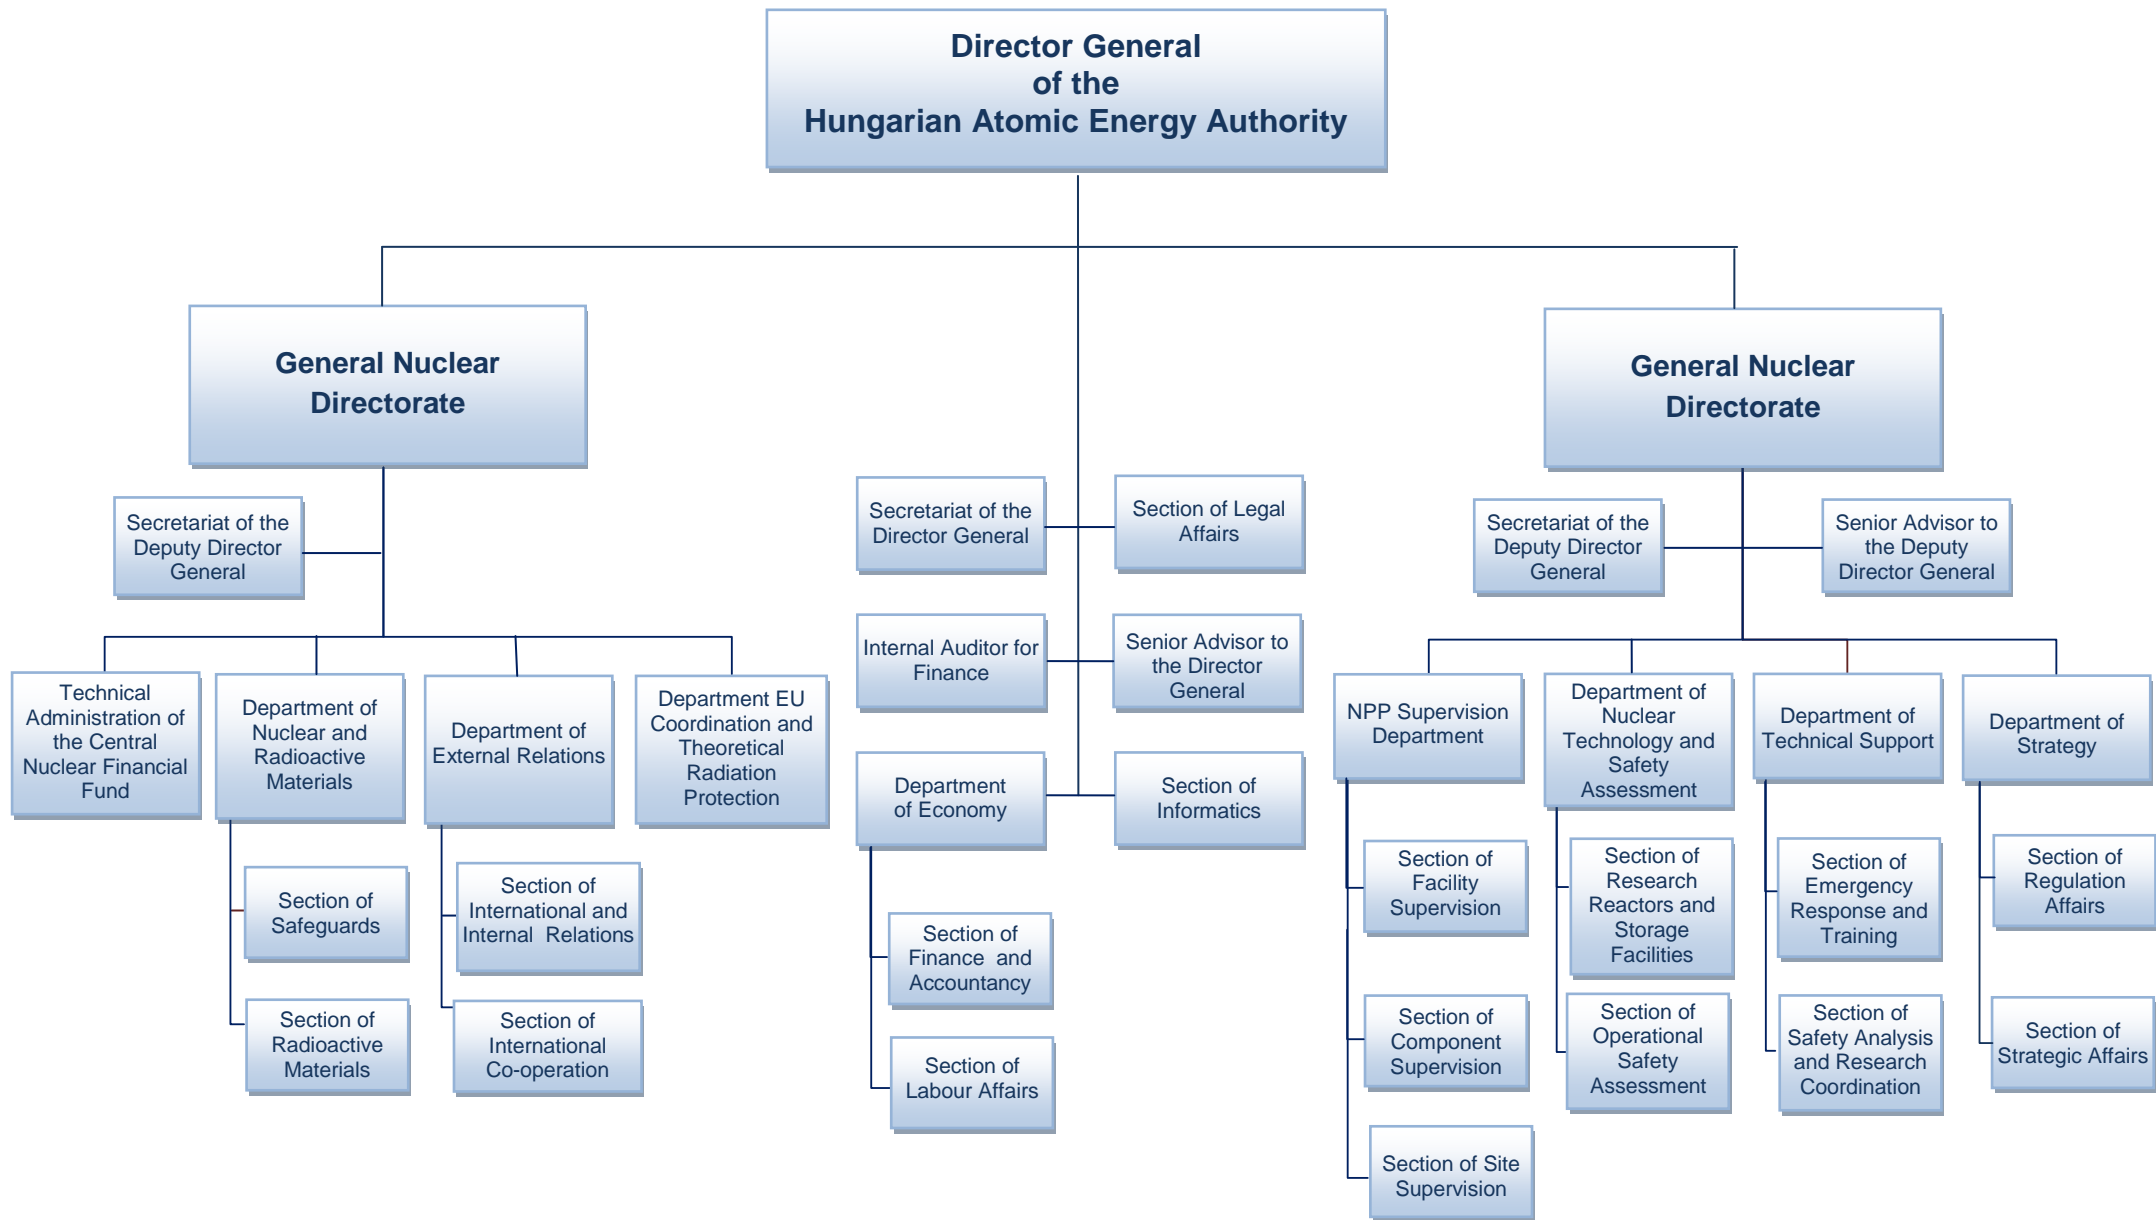 Director General
of the
Hungarian Atomic Energy Authority
General Nuclear
Directorate
General Nuclear
Directorate
Secretariat of the
Deputy Director
General
Secretariat of the
Director General
Section of Legal
Affairs
Secretariat of the
Deputy Director
General
Senior Advisor to
the Deputy
Director General
Internal Auditor for
Finance
Senior Advisor to
the Director
General
Technical
Administration of
the Central
Nuclear Financial
Fund
Department of
Nuclear and
Radioactive
Materials
Department of
External Relations
Department EU
Coordination and
Theoretical
Radiation
Protection
Department
of Economy
Section of
Informatics
NPP Supervision
Department
Department of
Nuclear
Technology and
Safety
Assessment
Department of
Technical Support
Department of
Strategy
Section of
Safeguards
Section of
International and
Internal  Relations
Section of
Finance  and
Accountancy
Section of
Facility
Supervision
Section of
Research
Reactors and
Storage
Facilities
Section of
Emergency
Response and
Training
Section of
Regulation
Affairs
Section of
Radioactive
Materials
Section of
International
Co-operation
Section of
Labour Affairs
Section of
Component
Supervision
Section of
Operational
Safety
Assessment
Section of
Safety Analysis
and Research
Coordination
Section of
Strategic Affairs
Section of Site
Supervision